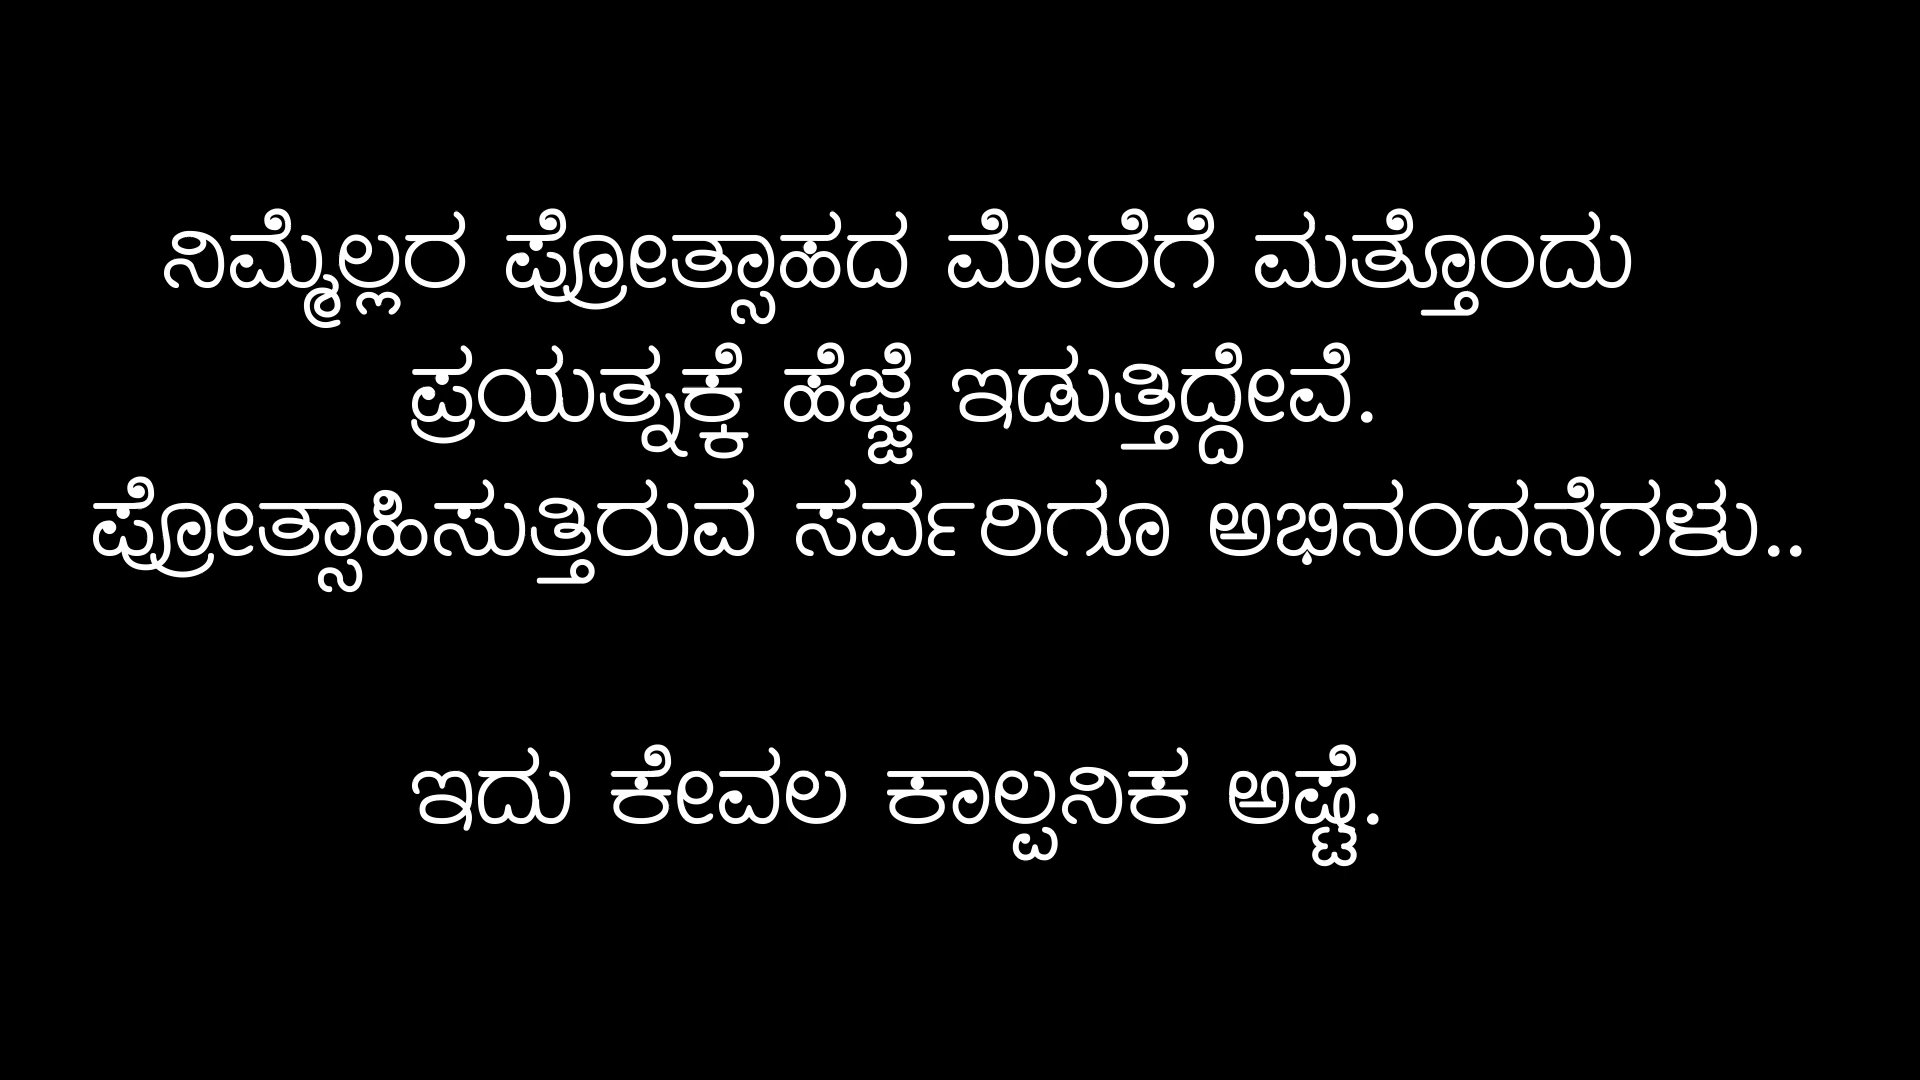 ನಿಮ್ಮೆಲ್ಲರ ಪ್ರೋತ್ಸಾಹದ ಮೇರೆಗೆ ಮತ್ತೊಂದು
ಪ್ರಯತ್ನಕ್ಕೆ ಹೆಜ್ಜೆ ಇಡುತ್ತಿದ್ದೇವೆ.
ಪ್ರೋತ್ಸಾಹಿಸುತ್ತಿರುವ ಸರ್ವರಿಗೂ ಅಭಿನಂದನೆಗಳು..
ಇದು ಕೇವಲ ಕಾಲ್ಪನಿಕ ಅಷ್ಟೆ.